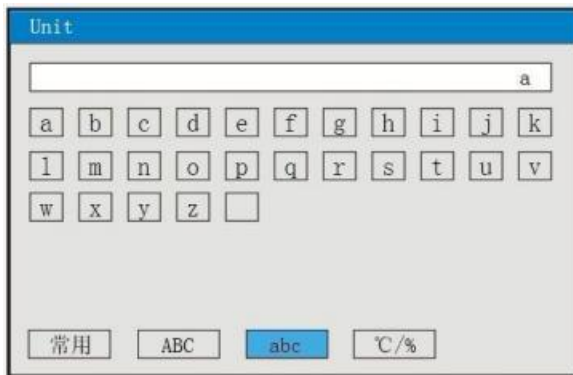 Unit
a
a b c d e f g h i j k
l m n o p q r s t u v
w x y z
常用 ABC abc ℃/%